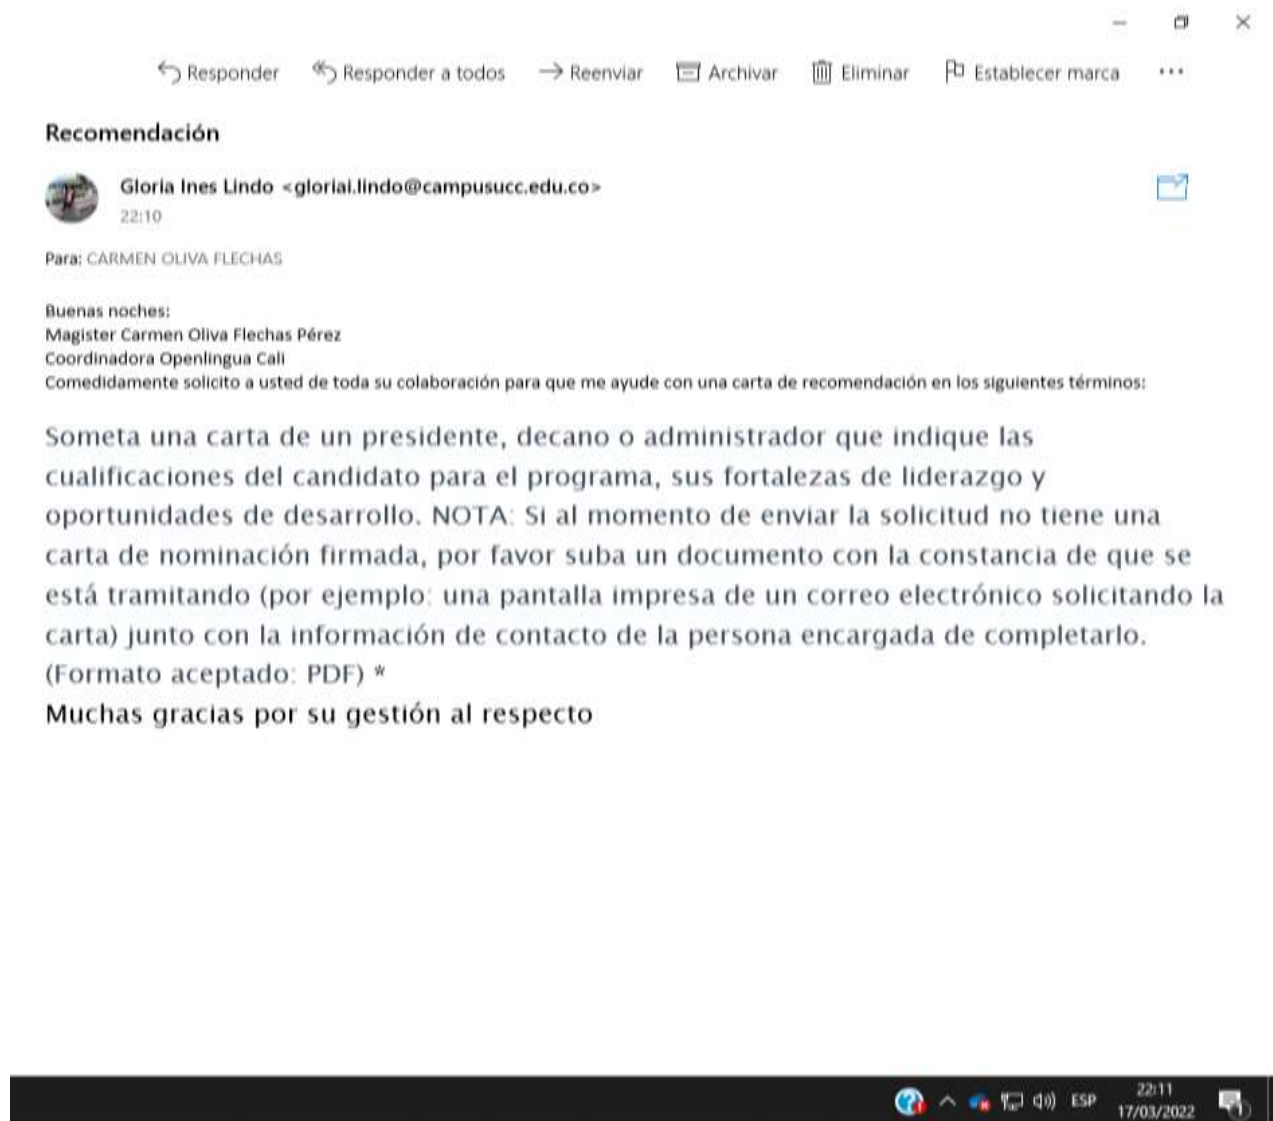 Responder Responder a todos Reenviar Archivar Eliminar Establecer marca ...
Recomendación
Gloria Ines Lindo <gloriai.lindo@campusucc.edu.co>
22:10
Para: CARMEN OLIVA FLECHAS
Buenas noches:
Magister Carmen Oliva Flechas Pérez
Coordinadora Openlingua Cali
Comedidamente solicito a usted de toda su colaboración para que me ayude con una carta de recomendación en los siguientes términos:
Someta una carta de un presidente, decano o administrador que indique las
cualificaciones del candidato para el programa, sus fortalezas de liderazgo y
oportunidades de desarrollo. NOTA: Si al momento de enviar la solicitud no tiene una
carta de nominación firmada, por favor suba un documento con la constancia de que se
está tramitando (por ejemplo: una pantalla impresa de un correo electrónico solicitando la
carta) junto con la información de contacto de la persona encargada de completarlo.
(Formato aceptado: PDF) *
Muchas gracias por su gestión al respecto
ESP
22:11
17/03/2022
1